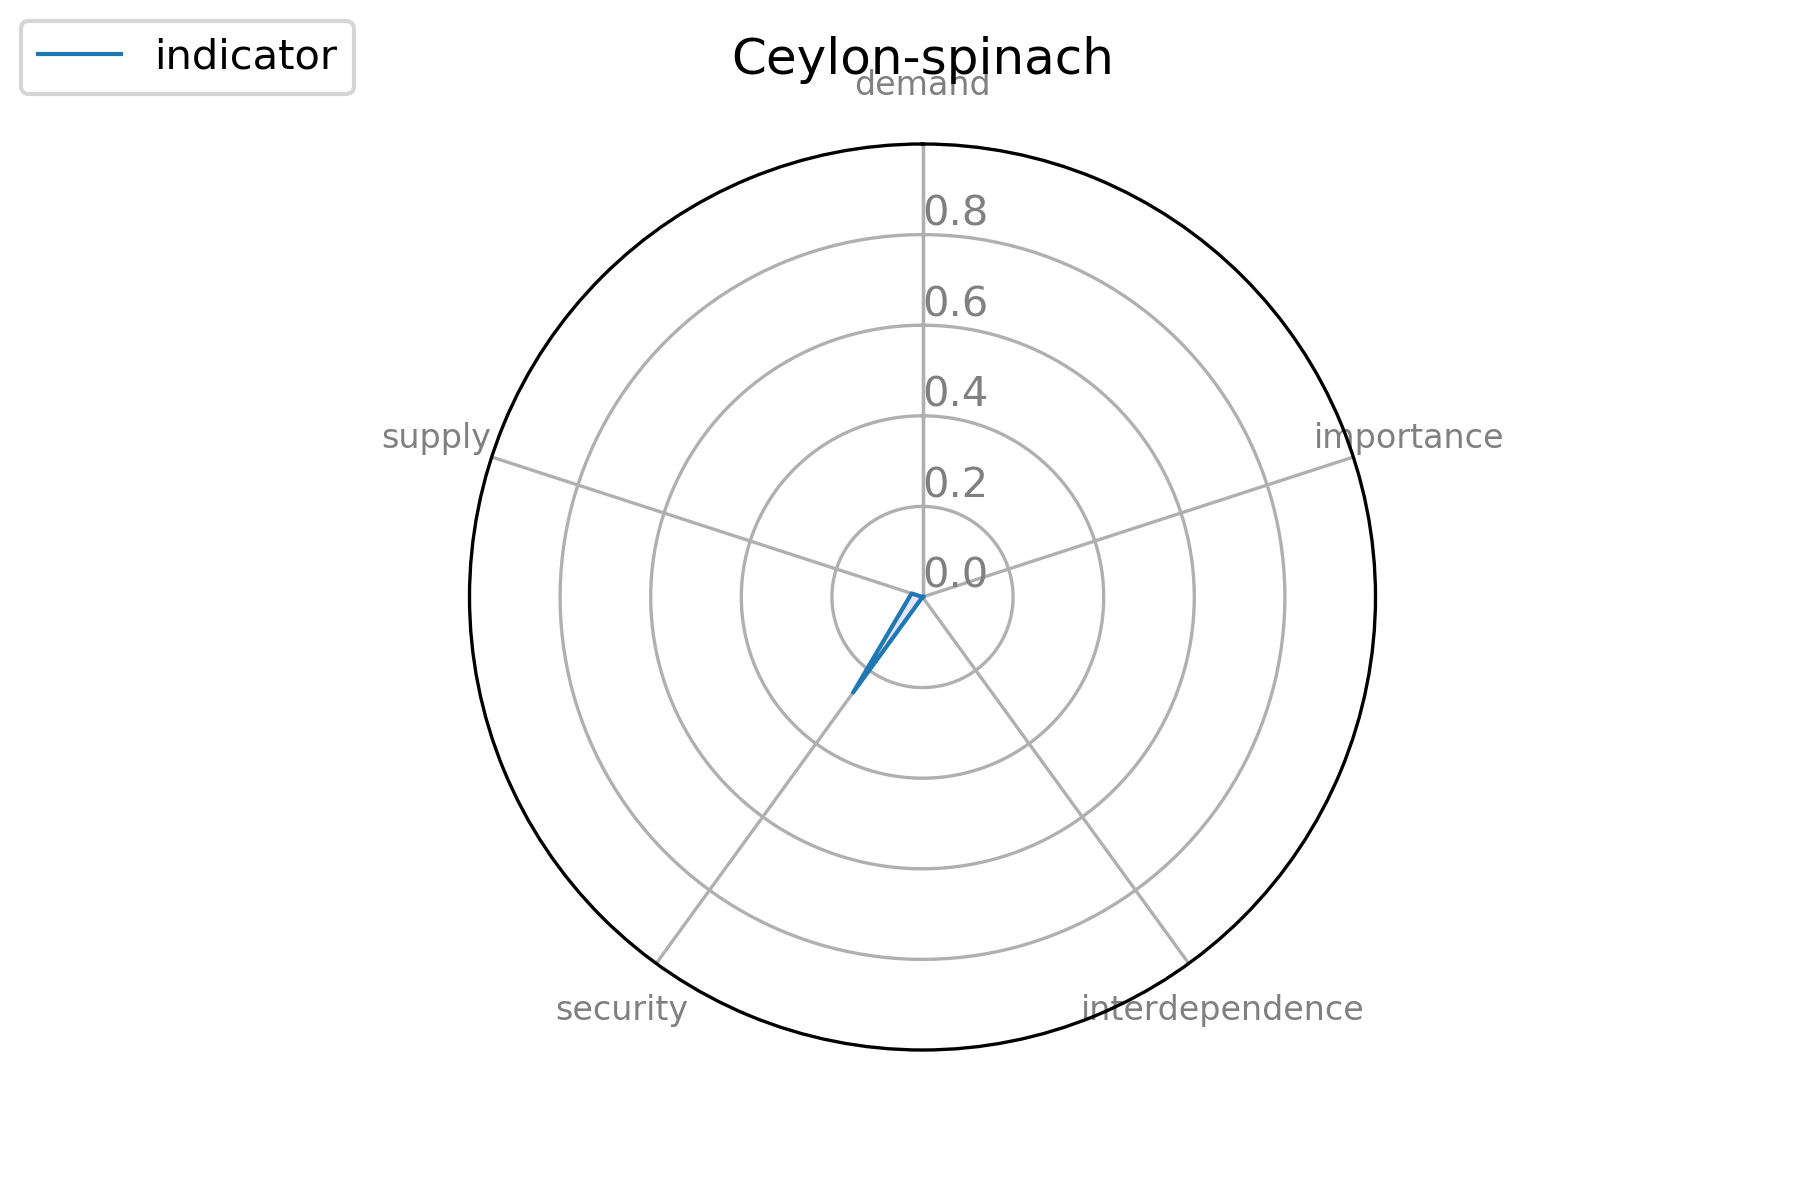 indicator
Ceylon-spinach
demand
0.8
0.6
0.4
supply
importance
0.2
0.0
security
interdependence